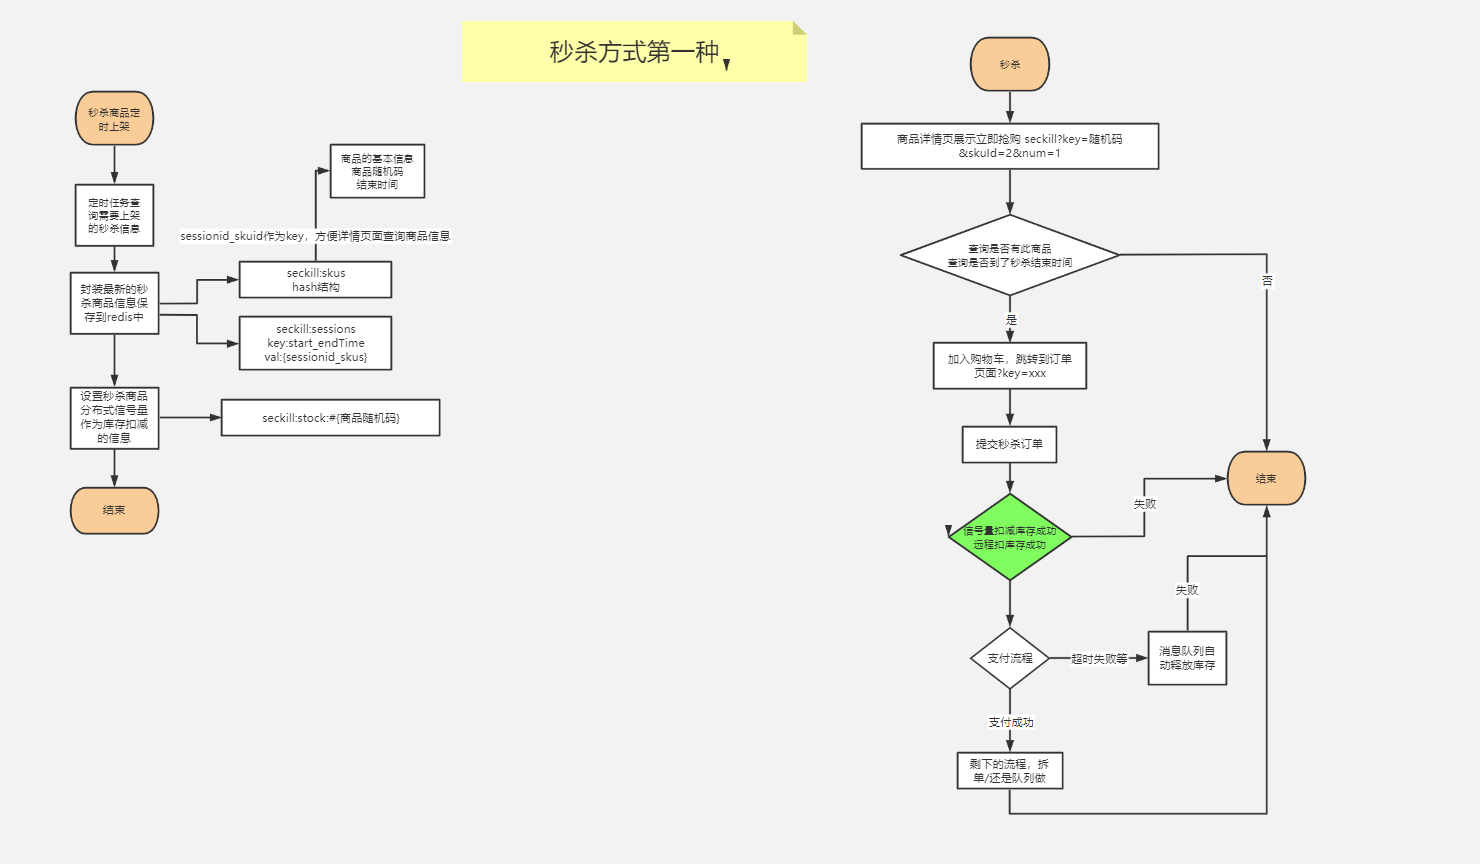 秒杀方式第一种
秒杀商品定
时上架
定时任务查
询需要上架
的秒杀信息
封装最新的秒
杀商品信息保
存到redis中
设置秒杀商品
分布式信号量
作为库存扣减
的信息
结束
商品的基本信息
商品随机码
结束时间
sessionid_skuid作为key，方便详情页面查询商品信息
seckill:skus
hash结构
seckill:sessions
key:start_endTime
val:{sessionid_skus}
seckill:stock:#{商品随机码}
秒杀
商品详情页展示立即抢购 seckill?key=随机码
&skuId=2&num=1
查询是否有此商品
查询是否到了秒杀结束时间
否
是
加入购物车，跳转到订单
页面?key=xxx
提交秒杀订单
信号量扣减库存成功
远程扣库存成功
失败
结束
支付流程
超时失败等
消息队列自
动释放库存
失败
支付成功
剩下的流程，拆
单/还是队列做